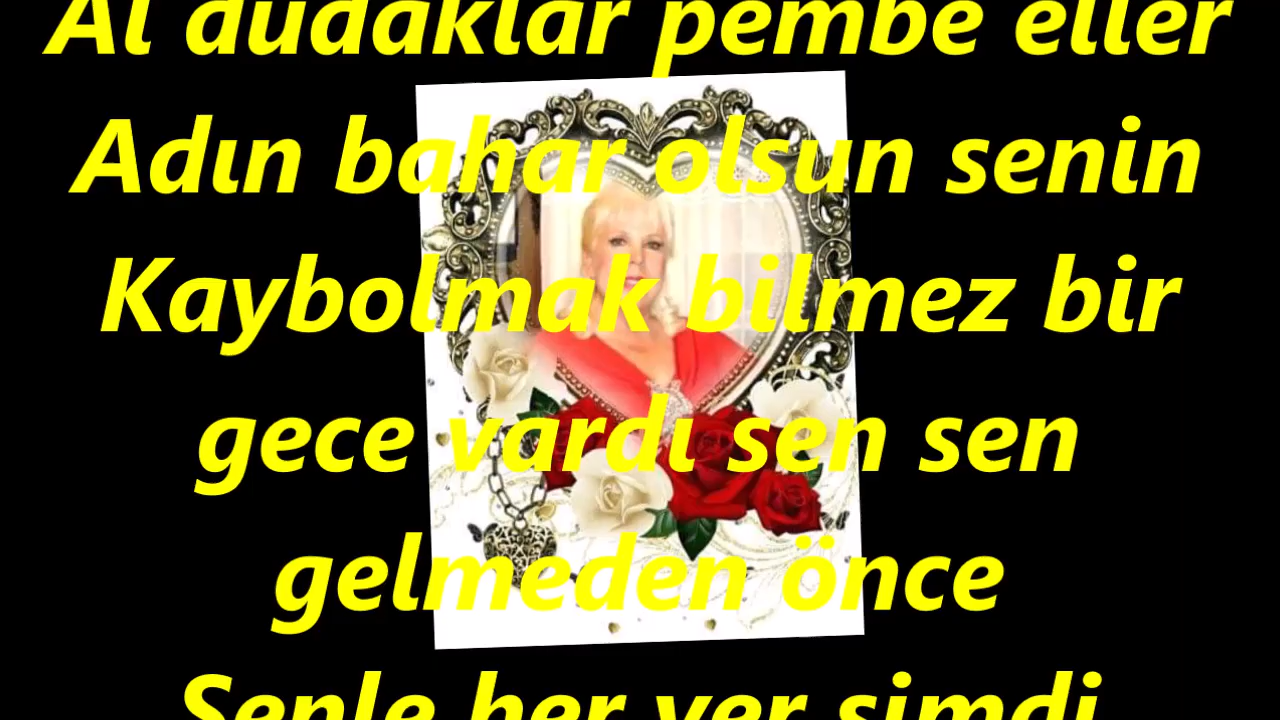 Al dudaklar pembe eller
Adın bahar olsun senin
Kaybolmak bilmez bir
gece vardı sen sen
gelmeden önce
Senle her yer şimdi